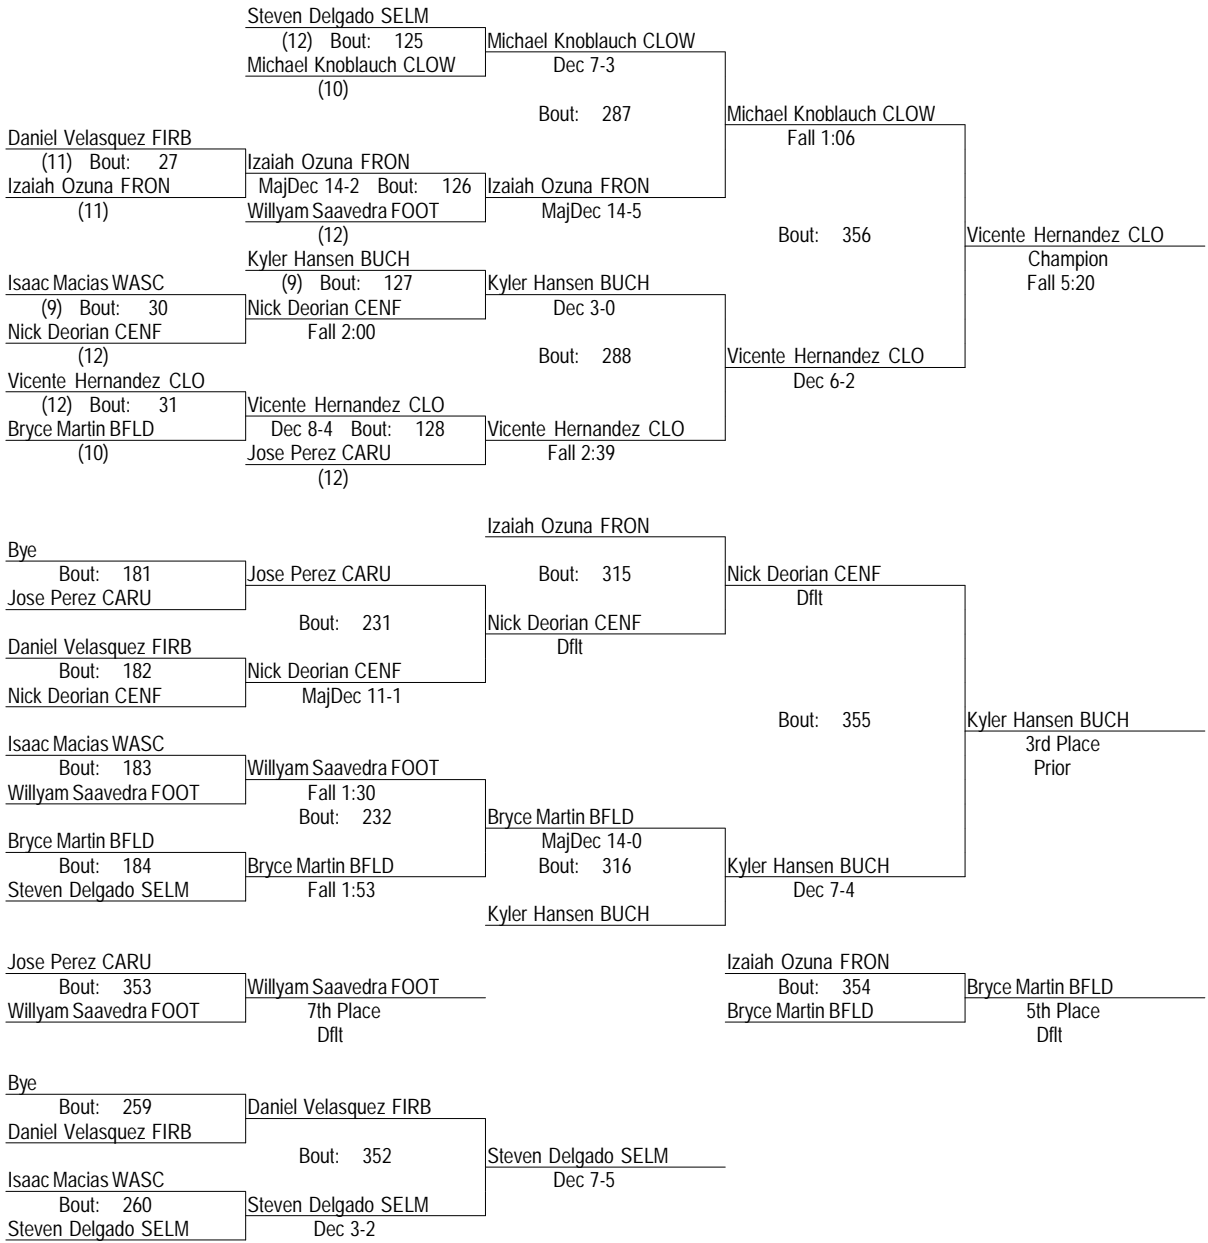 Steven Delgado SELM
(12) Bout: 125 Michael Knoblauch CLOW
Michael Knoblauch CLOW Dec 7-3
(10)
Bout: 287 Michael Knoblauch CLOW
Daniel Velasquez FIRB Fall 1:06
(11) Bout: 27 Izaiah Ozuna FRON
Izaiah Ozuna FRON MajDec 14-2 Bout: 126 Izaiah Ozuna FRON
(11) Willyam Saavedra FOOT MajDec 14-5
(12) Bout: 356 Vicente Hernandez CLO
Kyler Hansen BUCH Champion
Isaac Macias WASC (9) Bout: 127 Kyler Hansen BUCH Fall 5:20
(9) Bout: 30 Nick Deorian CENF Dec 3-0
Nick Deorian CENF Fall 2:00
(12) Bout: 288 Vicente Hernandez CLO
Vicente Hernandez CLO Dec 6-2
(12) Bout: 31 Vicente Hernandez CLO
Bryce Martin BFLD Dec 8-4 Bout: 128 Vicente Hernandez CLO
(10) Jose Perez CARU Fall 2:39
(12)
Izaiah Ozuna FRON
Bye
Bout: 181 Jose Perez CARU Bout: 315 Nick Deorian CENF
Jose Perez CARU Dflt
Bout: 231 Nick Deorian CENF
Daniel Velasquez FIRB Dflt
Bout: 182 Nick Deorian CENF
Nick Deorian CENF MajDec 11-1
Bout: 355 Kyler Hansen BUCH
Isaac Macias WASC 3rd Place
Bout: 183 Willyam Saavedra FOOT Prior
Willyam Saavedra FOOT Fall 1:30
Bout: 232 Bryce Martin BFLD
Bryce Martin BFLD MajDec 14-0
Bout: 184 Bryce Martin BFLD Bout: 316 Kyler Hansen BUCH
Steven Delgado SELM Fall 1:53 Dec 7-4
Kyler Hansen BUCH
Jose Perez CARU Izaiah Ozuna FRON
Bout: 353 Willyam Saavedra FOOT Bout: 354 Bryce Martin BFLD
Willyam Saavedra FOOT 7th Place Bryce Martin BFLD 5th Place
Dflt Dflt
Bye
Bout: 259 Daniel Velasquez FIRB
Daniel Velasquez FIRB
Bout: 352 Steven Delgado SELM
Isaac Macias WASC Dec 7-5
Bout: 260 Steven Delgado SELM
Steven Delgado SELM Dec 3-2